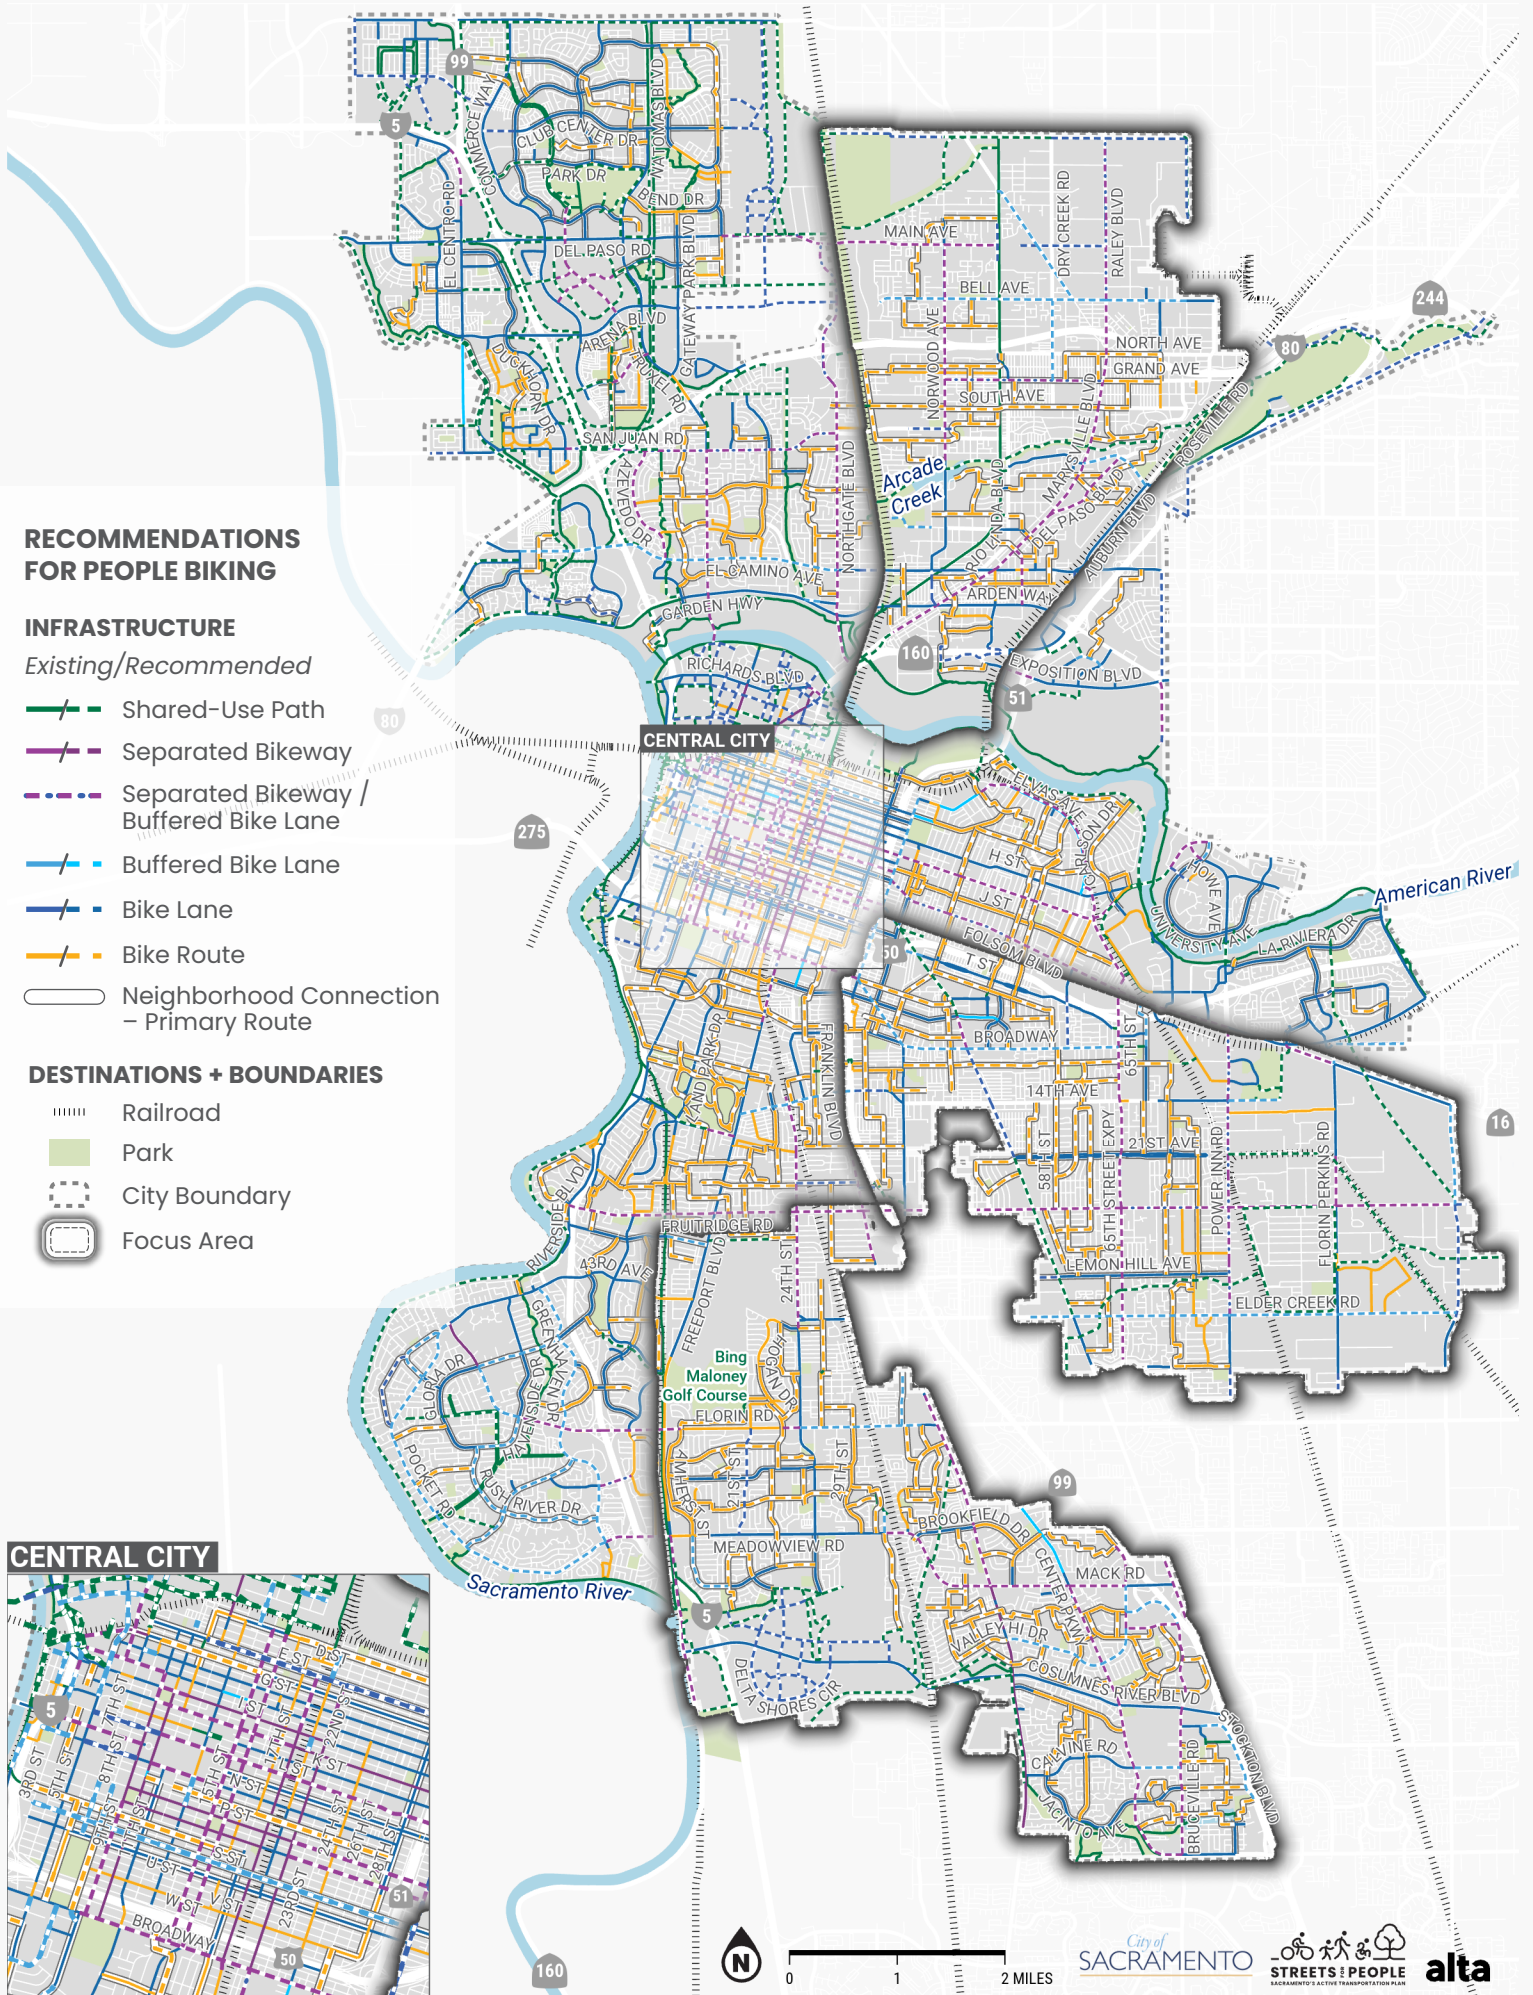 RECOMMENDATIONS
FOR PEOPLE BIKING
INFRASTRUCTURE
Existing/Recommended
Shared-Use Path
Separated Bikeway
Separated Bikeway /
Buffered Bike Lane
Buffered Bike Lane
Bike Lane
Bike Route
Neighborhood Connection
– Primary Route
DESTINATIONS + BOUNDARIES
Railroad
Park
City Boundary
Focus Area
99
5
COMMERCE WAY
CLUB CENTER DR
NATOMAS BLVD
PARK DR
BEND DR
EL CENTRO RD
DEL PASO RD
GATEWAY PARK BLVD
ARENA BLVD
TRUXEL RD
DUCKHORN DR
SAN JUAN RD
AZEVEDO DR
NORTHGATE BLVD
EL CAMINO AVE
GARDEN HWY
RICHARDS BLVD
MAIN AVE
DRY CREEK RD
RALEY BLVD
BELL AVE
NORWOOD AVE
NORTH AVE
GRAND AVE
SOUTH AVE
MARYSVILLE BLVD
ROSEVILLE RD
244
80
Arcade
Creek
RIO LINDA BLVD
DEL PASO BLVD
AUBURN BLVD
ARDEN WAY
160
EXPOSITION BLVD
51
80
275
CENTRAL CITY
ELVAS AVE
CARLSON DR
H ST
J ST
HOWE AVE
UNIVERSITY AVE
American River
LA RIVIERA DR
FOLSOM BLVD
50
T ST
BROADWAY
65TH ST
FRANKLIN BLVD
LAND PARK DR
14TH AVE
58TH ST
21ST AVE
65TH STREET EXPY
POWER INN RD
FLORIN PERKINS RD
16
RIVERSIDE BLVD
FRUITRIDGE RD
43RD AVE
FREEPORT BLVD
24TH ST
LEMON HILL AVE
ELDER CREEK RD
GREENHAVEN DR
GLORIA DR
HAVENSIDE DR
POCKET RD
RUSH RIVER DR
Bing
Maloney
Golf Course
HOGAN DR
FLORIN RD
AMHERST ST
21ST ST
29TH ST
MEADOWVIEW RD
99
BROOKFIELD DR
CENTER PKWY
MACK RD
VALLEY HI DR
COSUMNES RIVER BLVD
STOCKTON BLVD
CALVINE RD
JACINTO AVE
BRUCEVILLE RD
5
DELTA SHORES CIR
Sacramento River
160
CENTRAL CITY
5
D ST
E ST
G ST
I ST
K ST
L ST
N ST
P ST
S ST
U ST
V ST
W ST
BROADWAY
3RD ST
5TH ST
7TH ST
8TH ST
9TH ST
11TH ST
15TH ST
17TH ST
22ND ST
23RD ST
24TH ST
26TH ST
28TH ST
51
50
N
0
1
2 MILES
City of
SACRAMENTO
STREETS FOR PEOPLE
SACRAMENTO'S ACTIVE TRANSPORTATION PLAN
alta